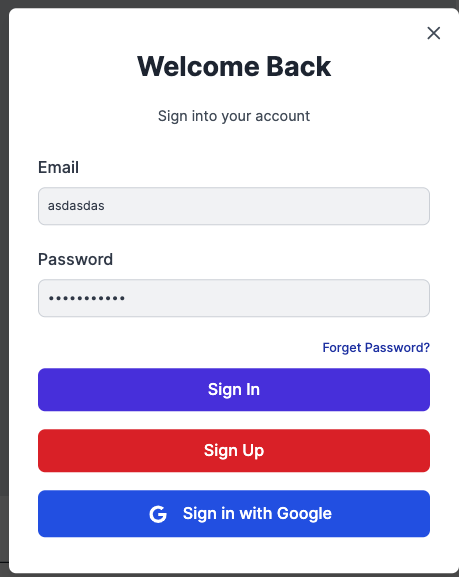 Welcome Back
Sign into your account
Email
asdasdas
Password
•••••••••••
Forget Password?
Sign In
Sign Up
Sign in with Google